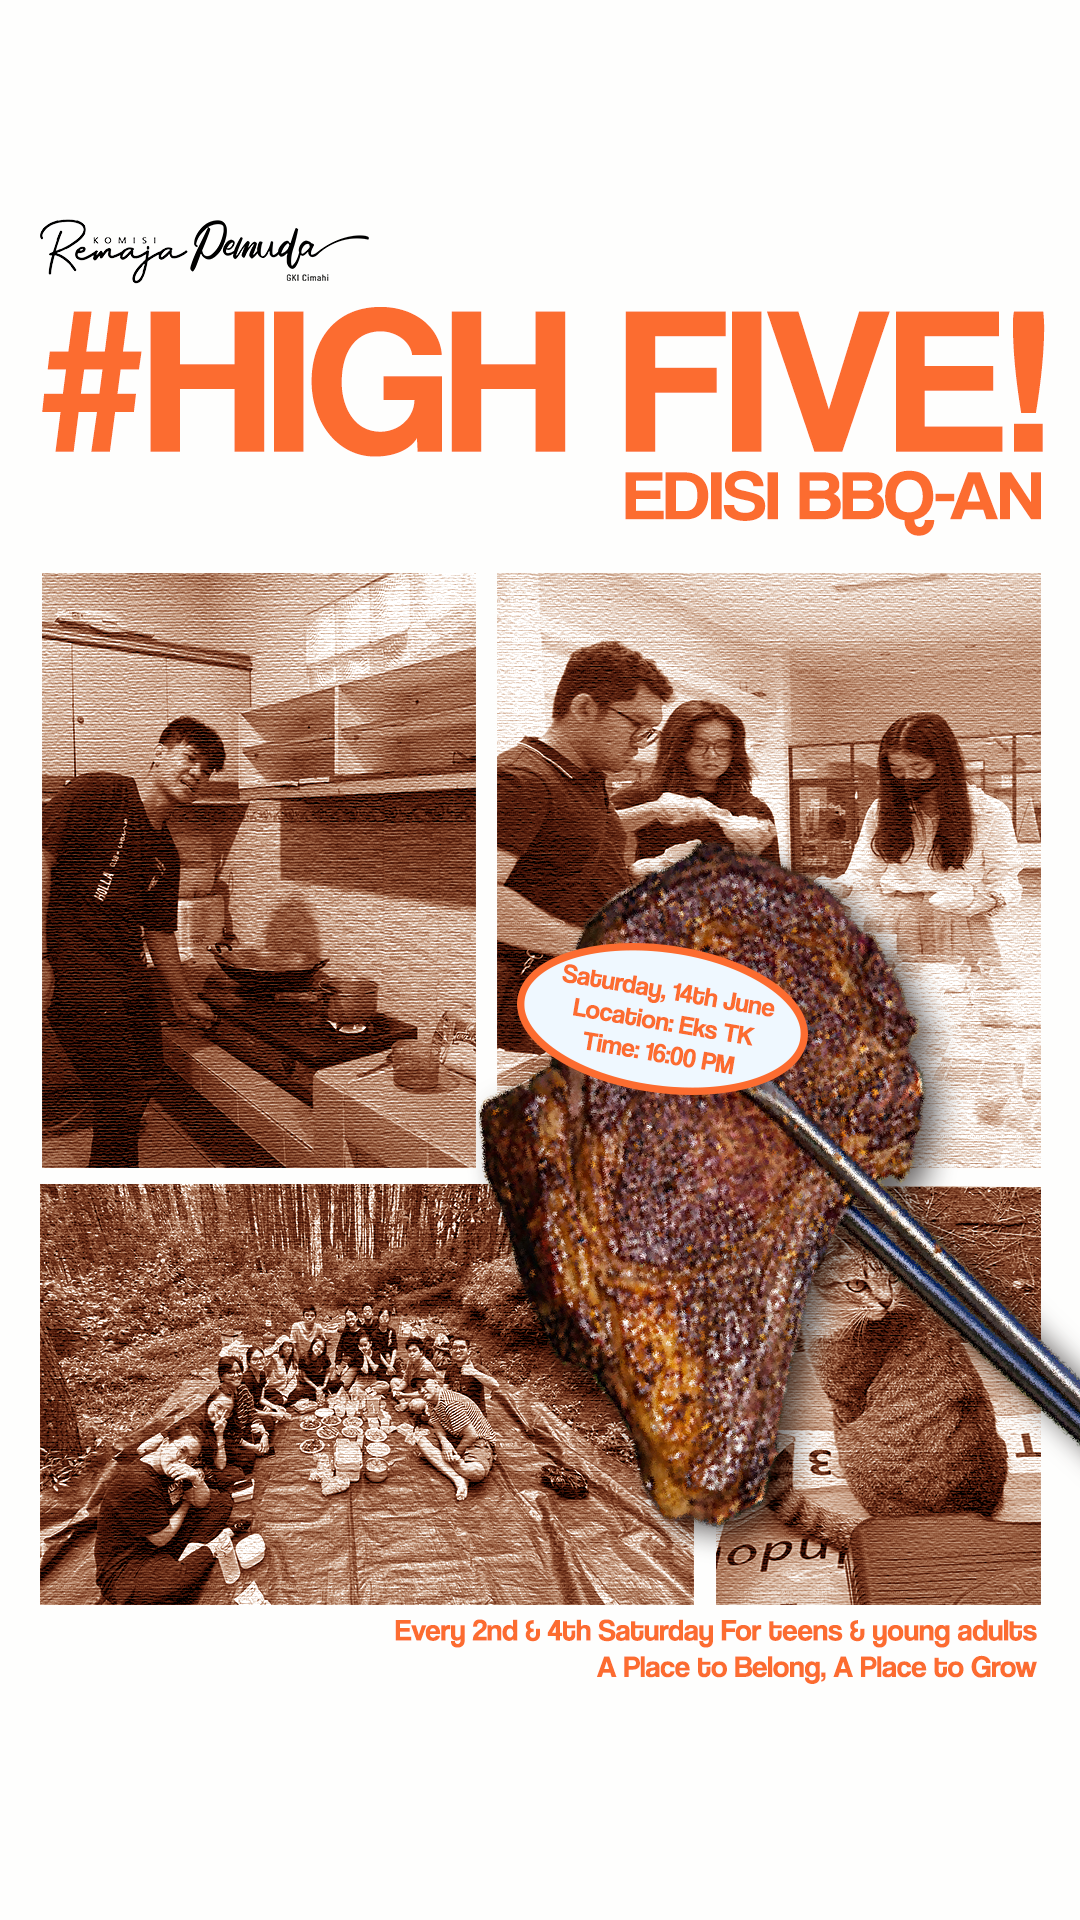 KOMISI
Remaja Pemuda
GKI Cimahi
#HIGH FIVE!
EDISI BBQ-AN
HOLLA
Saturday, 14th June
Location: Eks TK
Time: 16:00 PM
Every 2nd & 4th Saturday For teens & young adults
A Place to Belong, A Place to Grow